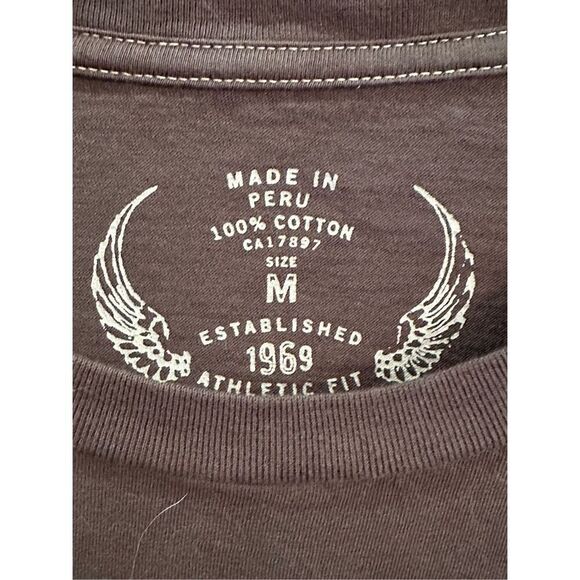 MADE IN
PERU
100% COTTON
CA17897
SIZE
M
ESTABLISHED
1969
ATHLETIC FIT